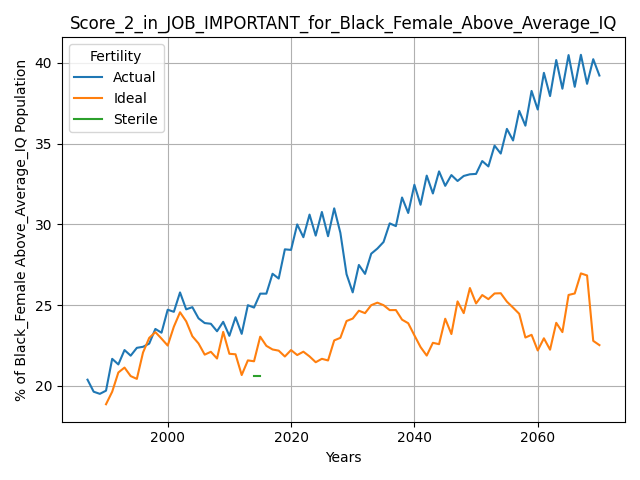 Score_2_in_JOB_IMPORTANT_for_Black_Female_Above_Average_IQ
Fertility
Actual
Ideal
Sterile
% of Black_Female Above_Average_IQ Population
40
35
30
25
20
2000
2020
2040
2060
Years